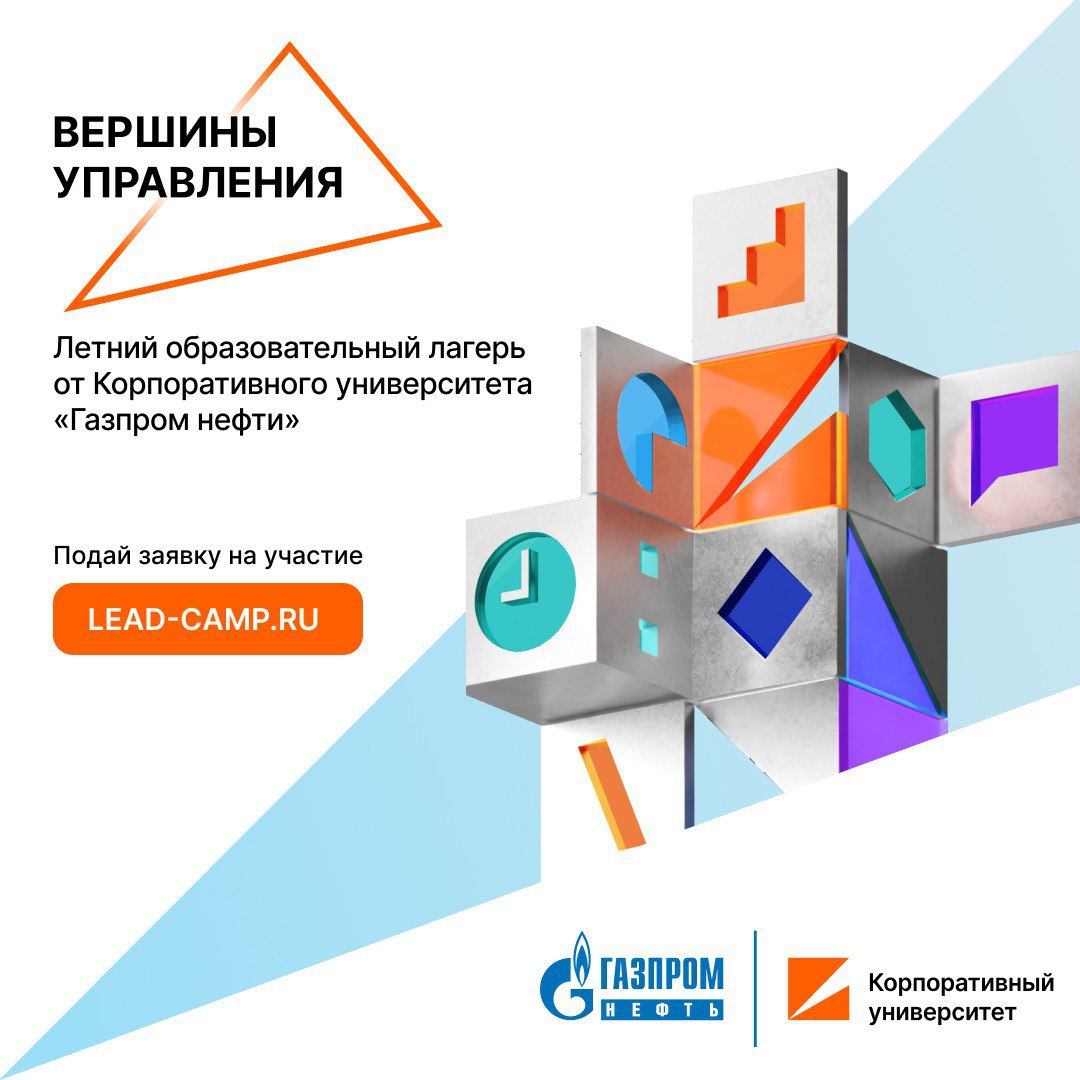 ВЕРШИНЫ
УПРАВЛЕНИЯ
Летний образовательный лагерь
от Корпоративного университета
«Газпром нефти»
Подай заявку на участие
LEAD-CAMP.RU
ГАЗПРОМ
НЕФТЬ
Корпоративный
университет